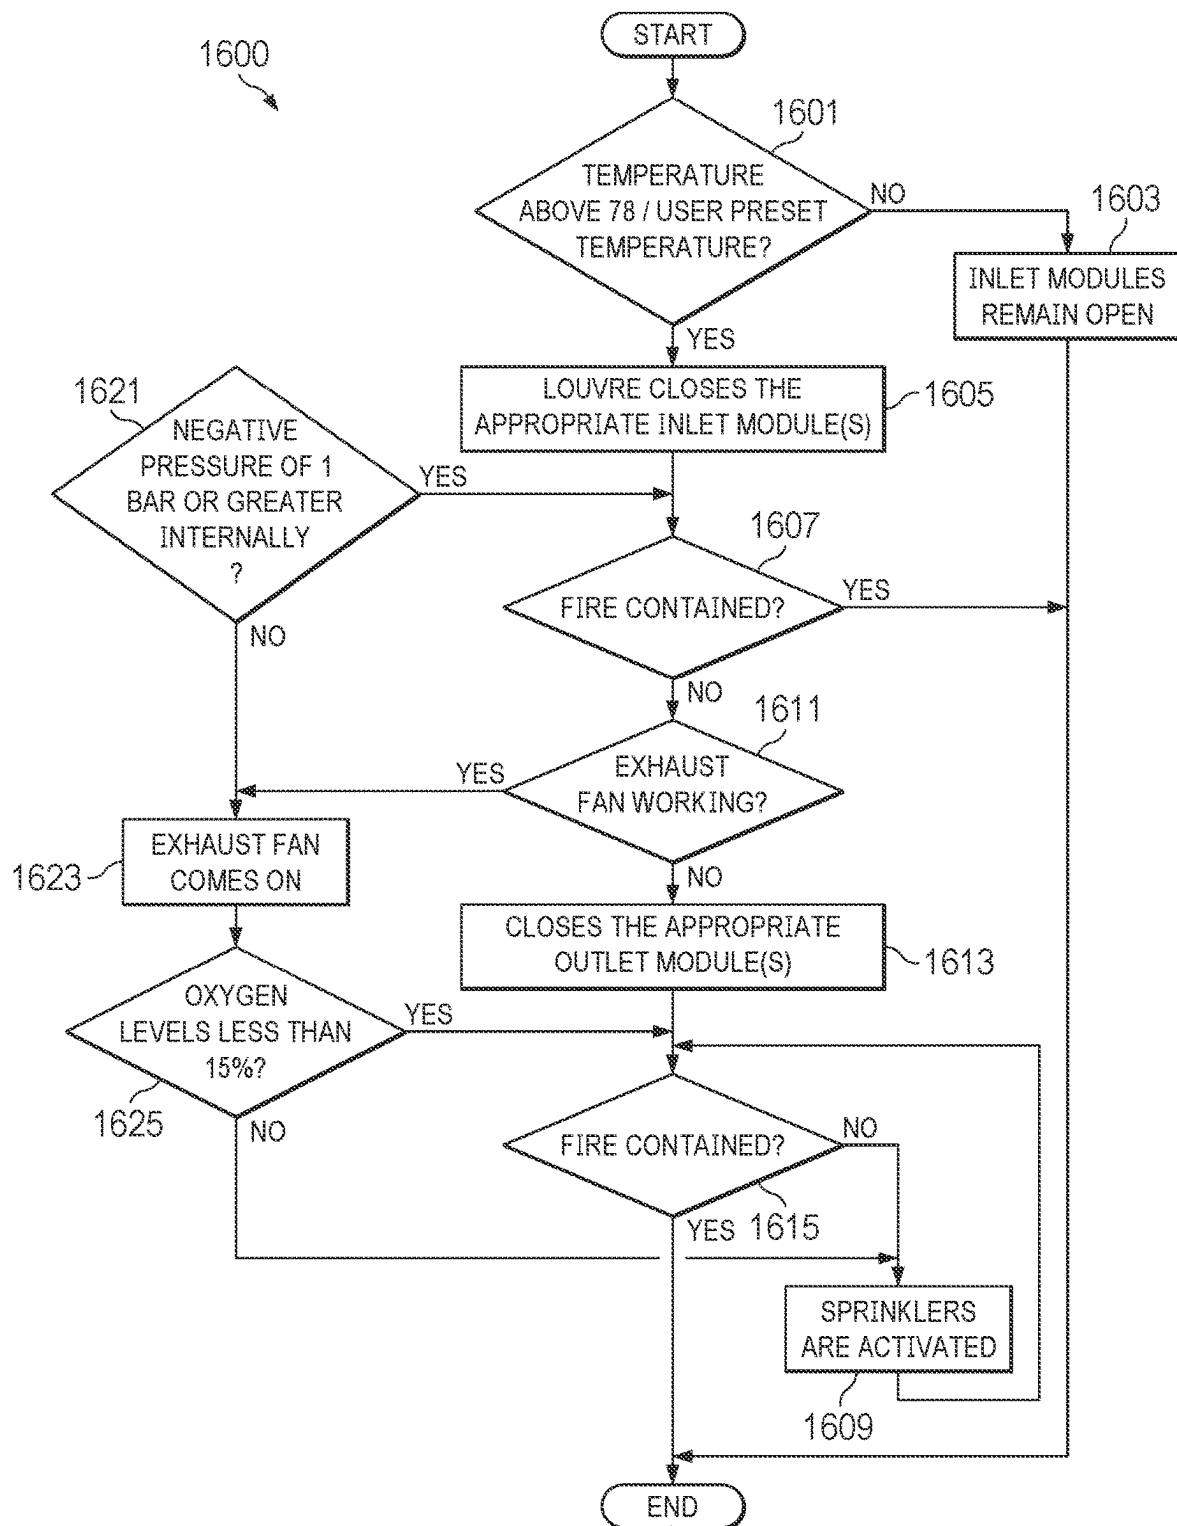 START
1600
1601
TEMPERATURE
ABOVE 78 / USER PRESET
TEMPERATURE?
NO
1603
INLET MODULES
REMAIN OPEN
YES
LOUVRE CLOSES THE
APPROPRIATE INLET MODULE(S)
1605
1621
NEGATIVE
PRESSURE OF 1
BAR OR GREATER
INTERNALLY
?
YES
NO
1607
FIRE CONTAINED?
YES
NO
1611
EXHAUST
FAN WORKING?
YES
NO
EXHAUST FAN
COMES ON
1623
CLOSES THE APPROPRIATE
OUTLET MODULE(S)
1613
OXYGEN
LEVELS LESS THAN
15%?
YES
1625
NO
FIRE CONTAINED?
NO
YES
1615
SPRINKLERS
ARE ACTIVATED
1609
END